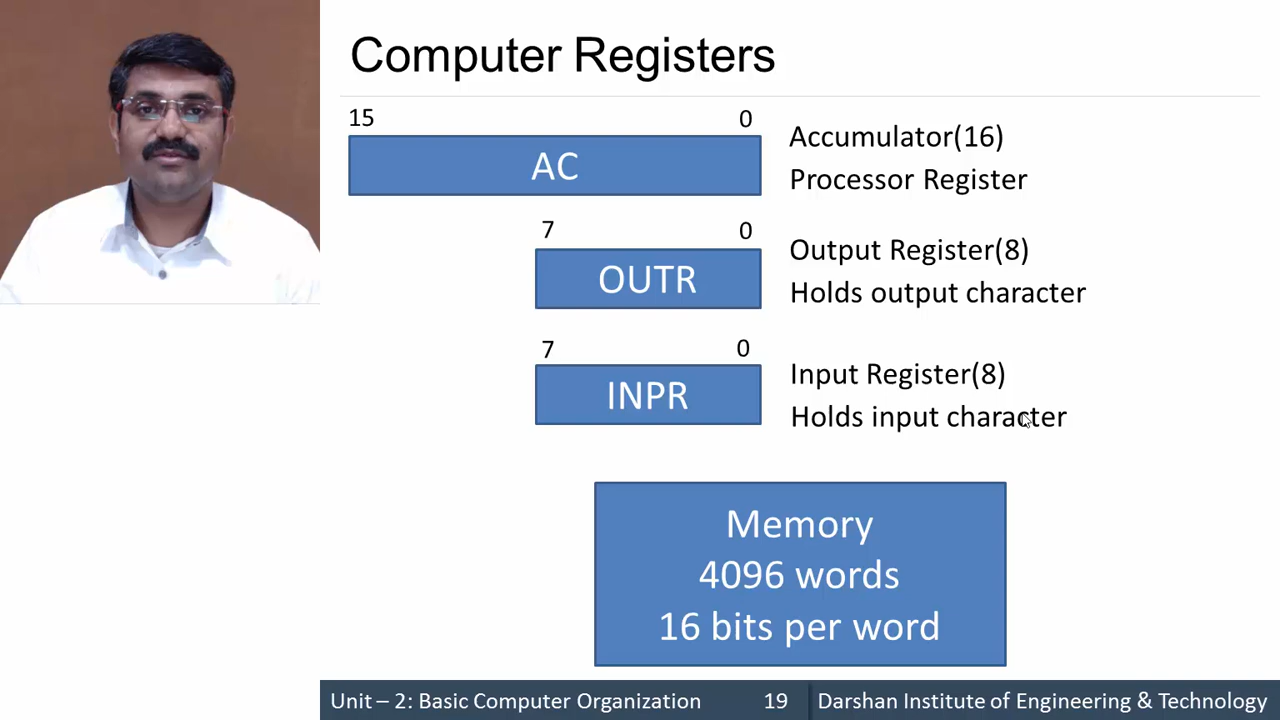 Computer Registers
15 0
AC
Accumulator(16)
Processor Register
7 0
OUTR
Output Register(8)
Holds output character
7 0
INPR
Input Register(8)
Holds input character
Memory
4096 words
16 bits per word
Unit – 2: Basic Computer Organization 19 Darshan Institute of Engineering & Technology